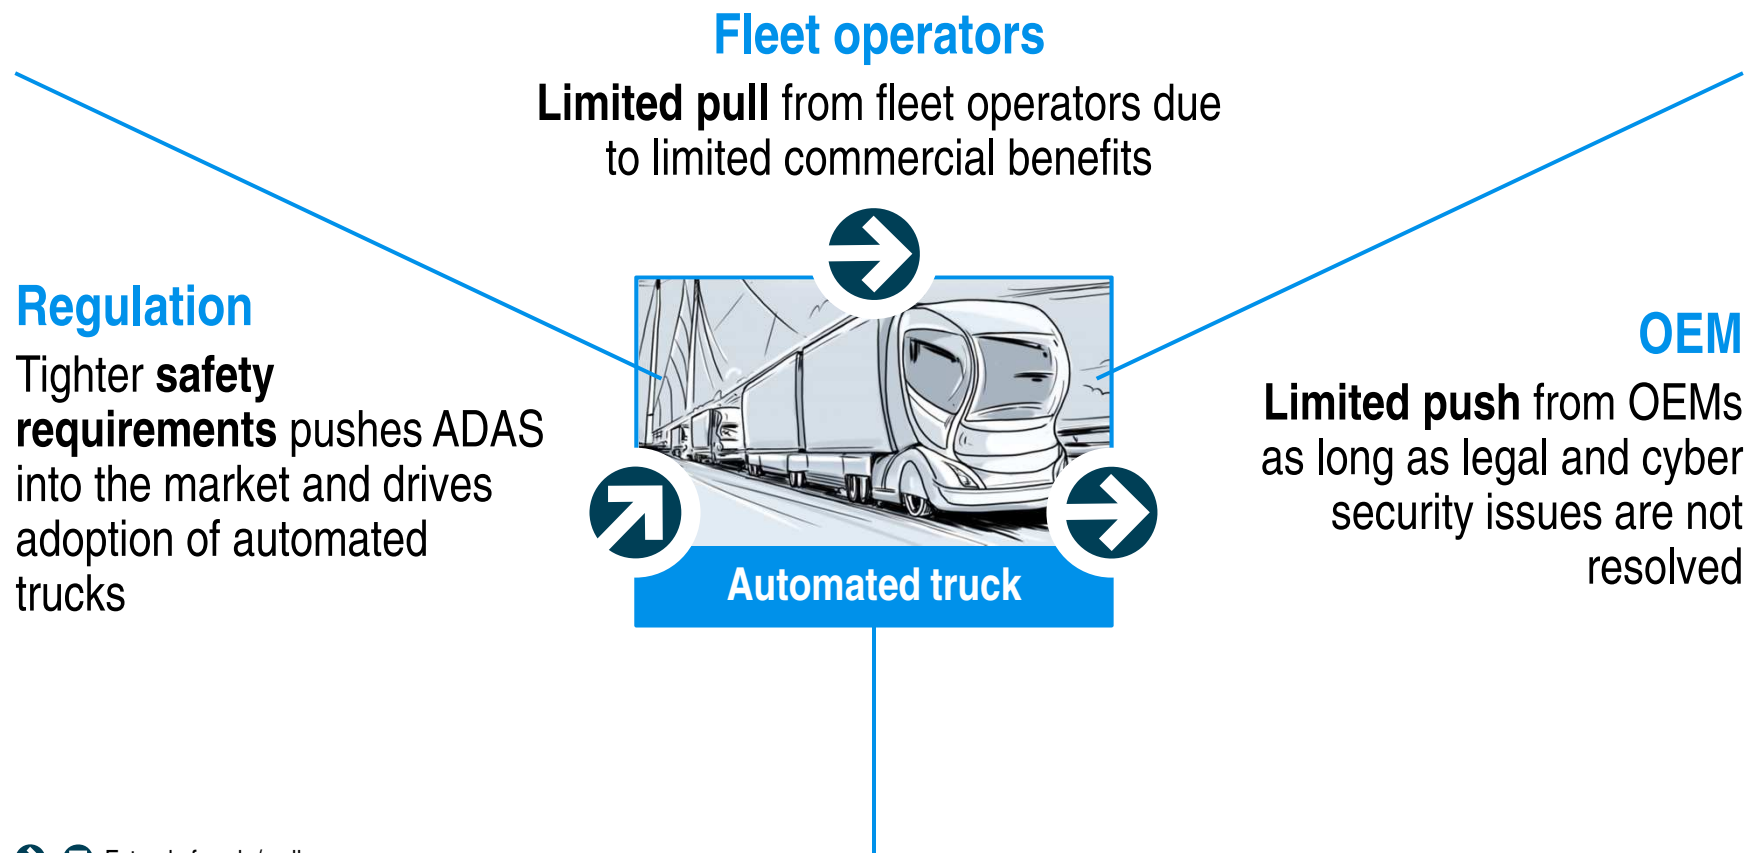 Fleet operators
Limited pull from fleet operators due
to limited commercial benefits
Regulation
Tighter safety
requirements pushes ADAS
into the market and drives
adoption of automated
trucks
OEM
Limited push from OEMs
as long as legal and cyber
security issues are not
resolved
Automated truck